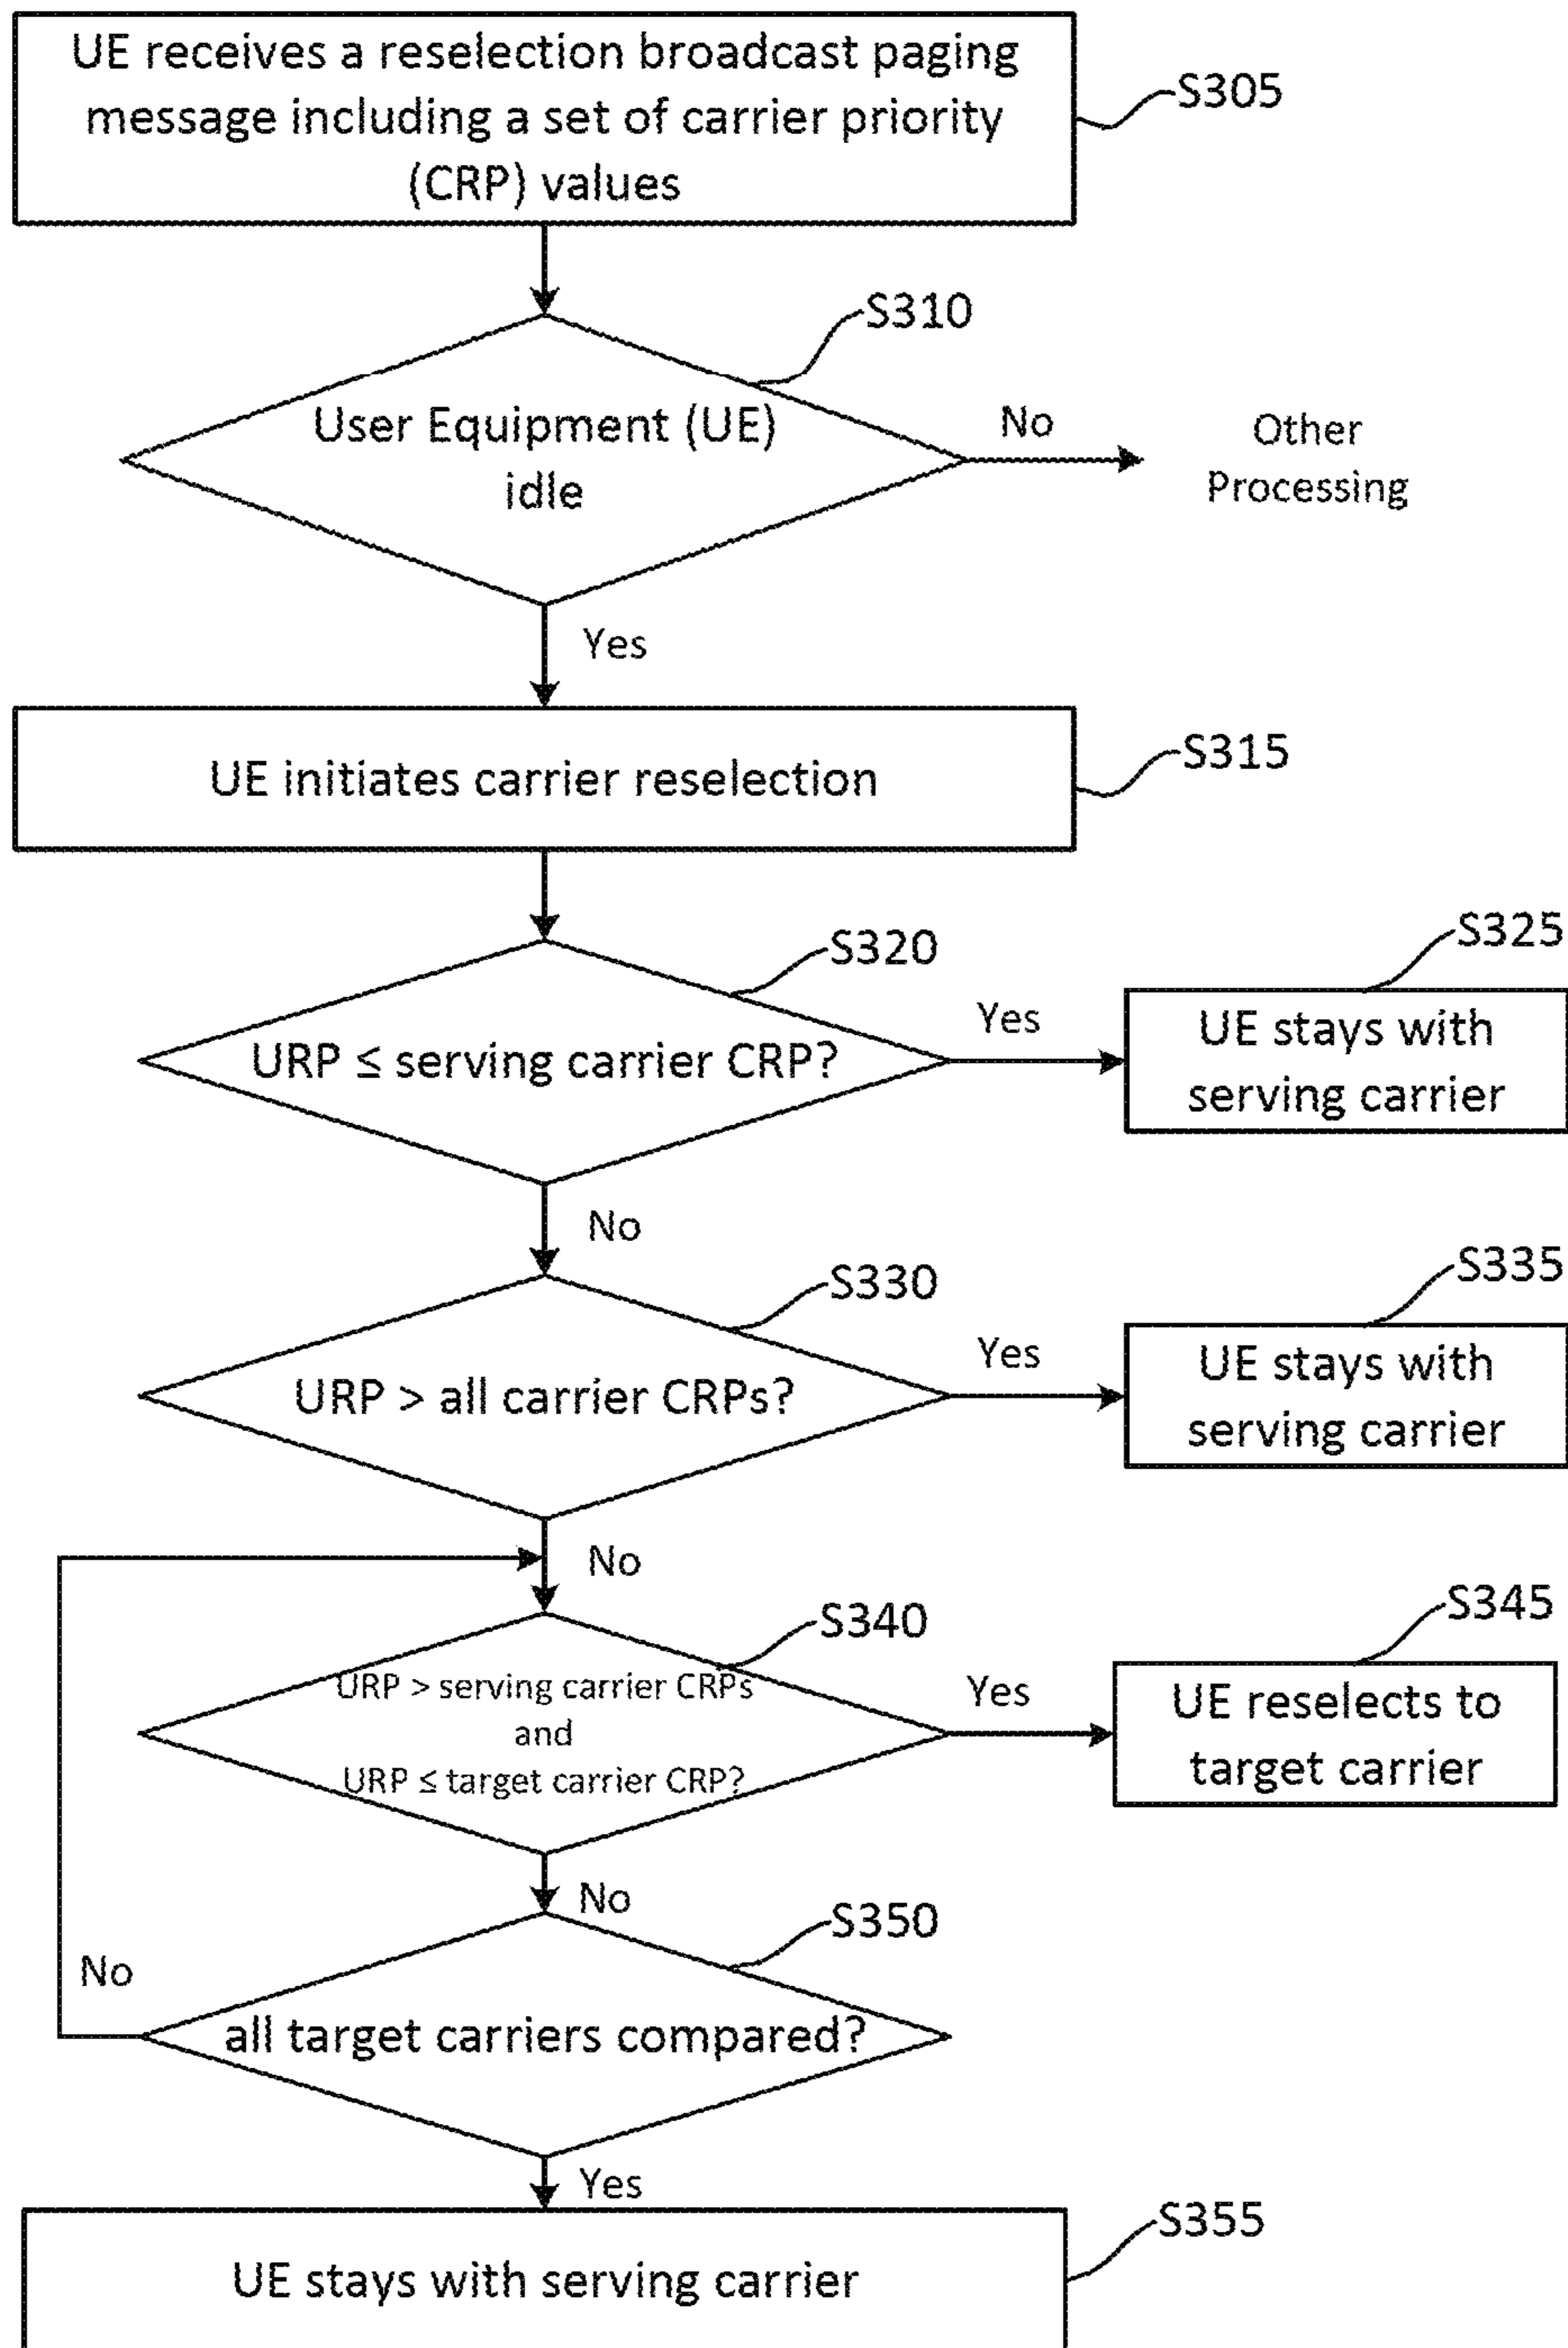 UE receives a reselection broadcast paging
message including a set of carrier priority
(CRP) values
S305
S310
User Equipment (UE)
idle
No
Other
Processing
Yes
UE initiates carrier reselection
S315
S320
URP ≤ serving carrier CRP?
Yes
S325
UE stays with
serving carrier
No
S330
URP > all carrier CRPs?
Yes
S335
UE stays with
serving carrier
No
S340
URP > serving carrier CRPs
and
URP ≤ target carrier CRP?
Yes
S345
UE reselects to
target carrier
No
S350
all target carriers compared?
No
Yes
S355
UE stays with serving carrier